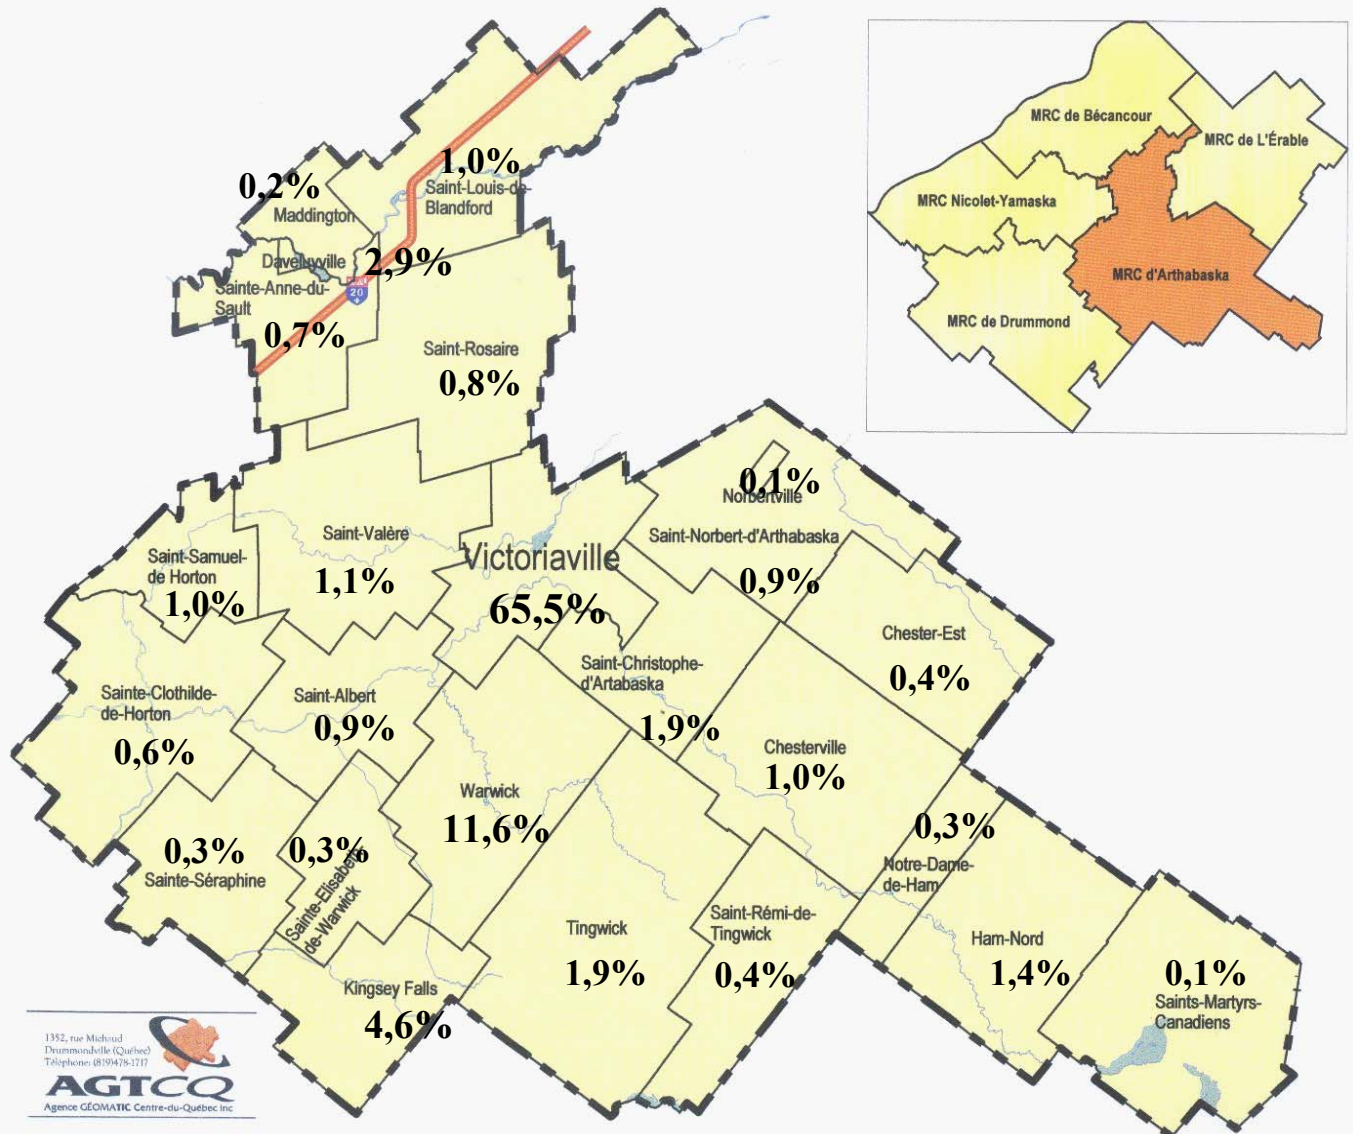 MRC de Bécancour
MRC de L'Érable
MRC Nicolet-Yamaska
MRC d'Arthabaska
MRC de Drummond
1,0%
Saint-Louis-de-
Blandford
0,2%
Maddington
Daveluyville
2,9%
20
Sainte-Anne-du-
Sault
0,7%
Saint-Rosaire
0,8%
0,1%
Norbertville
Saint-Norbert-d'Arthabaska
0,9%
Saint-Valère
1,1%
Victoriaville
65,5%
Saint-Samuel-
de Horton
1,0%
Chester-Est
0,4%
Saint-Christophe-
d'Artabaska
1,9%
Sainte-Clothilde-
de-Horton
0,6%
Saint-Albert
0,9%
Chesterville
1,0%
Warwick
11,6%
0,3%
Notre-Dame-
de-Ham
0,3%
Sainte-Séraphine
0,3%
Sainte-Elisabeth-
de-Warwick
Tingwick
1,9%
Saint-Rémi-de-
Tingwick
0,4%
Ham-Nord
1,4%
0,1%
Saints-Martyrs-
Canadiens
Kingsey Falls
4,6%
1352, rue Michaud
Drummondville (Québec)
Téléphone: (819)478-1717
AGTCQ
Agence GÉOMATIC Centre-du-Québec inc